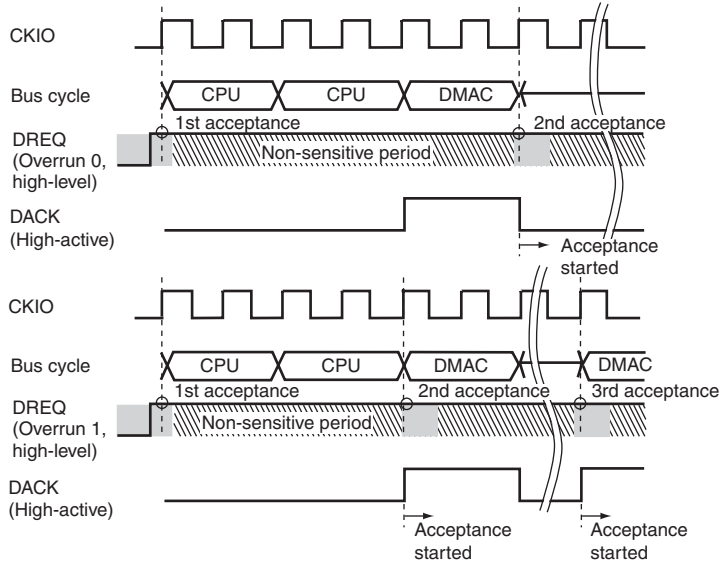 CKIO
Bus cycle
CPU
CPU
DMAC
1st acceptance
2nd acceptance
DREQ
(Overrun 0,
high-level)
Non-sensitive period
DACK
(High-active)
Acceptance
started
CKIO
Bus cycle
CPU
CPU
DMAC
DMAC
1st acceptance
2nd acceptance
3rd acceptance
DREQ
(Overrun 1,
high-level)
Non-sensitive period
DACK
(High-active)
Acceptance
started
Acceptance
started